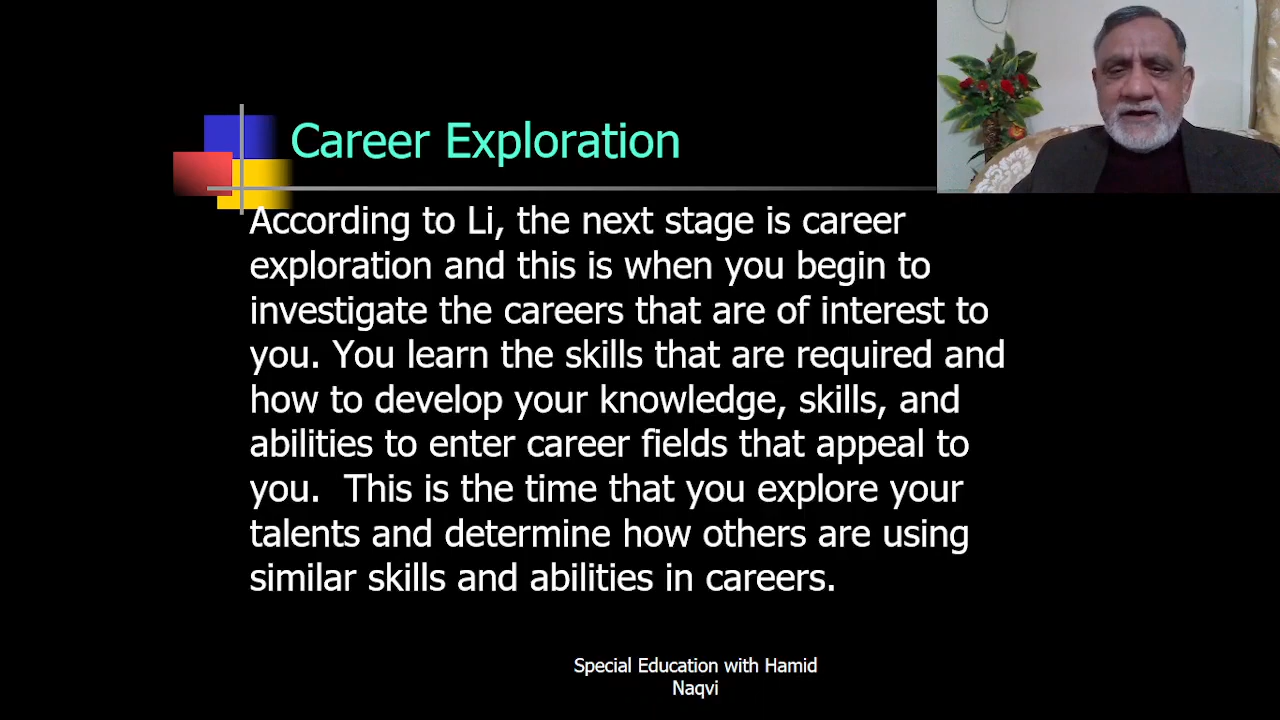 Career Exploration
According to Li, the next stage is career
exploration and this is when you begin to
investigate the careers that are of interest to
you. You learn the skills that are required and
how to develop your knowledge, skills, and
abilities to enter career fields that appeal to
you.  This is the time that you explore your
talents and determine how others are using
similar skills and abilities in careers.
Special Education with Hamid
Naqvi